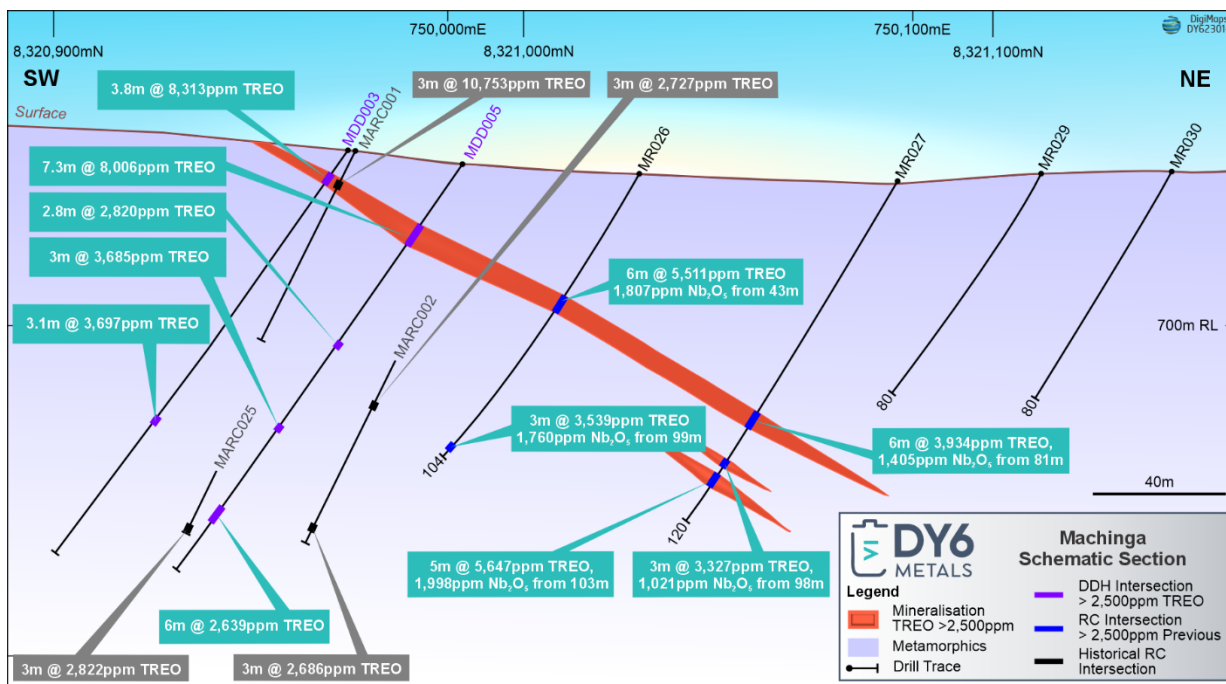 8,320,900mN
750,000mE
8,321,000mN
750,100mE
8,321,100mN
DigiMaps
DY62301
SW
NE
3.8m @ 8,313ppm TREO
3m @ 10,753ppm TREO
3m @ 2,727ppm TREO
Surface
MDD003
MARC001
MDD005
MR026
MR027
MR029
MR030
7.3m @ 8,006ppm TREO
2.8m @ 2,820ppm TREO
3m @ 3,685ppm TREO
3.1m @ 3,697ppm TREO
6m @ 5,511ppm TREO
1,807ppm Nb₂O₅ from 43m
700m RL
MARC002
MARC025
80
80
3m @ 3,539ppm TREO
1,760ppm Nb₂O₅ from 99m
104
6m @ 3,934ppm TREO,
1,405ppm Nb₂O₅ from 81m
40m
120
5m @ 5,647ppm TREO,
1,998ppm Nb₂O₅ from 103m
3m @ 3,327ppm TREO,
1,021ppm Nb₂O₅ from 98m
6m @ 2,639ppm TREO
3m @ 2,822ppm TREO
3m @ 2,686ppm TREO
DY6
METALS
Machinga
Schematic Section
Legend
Mineralisation
TREO >2,500ppm
Metamorphics
Drill Trace
DDH Intersection
> 2,500ppm TREO
RC Intersection
> 2,500ppm Previous
Historical RC
Intersection